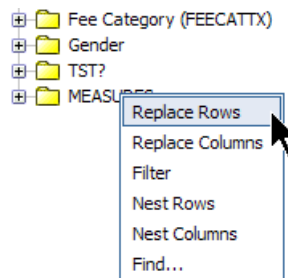 Fee Category (FEECATTX)
Gender
TST?
MEASURES
Replace Rows
Replace Columns
Filter
Nest Rows
Nest Columns
Find...